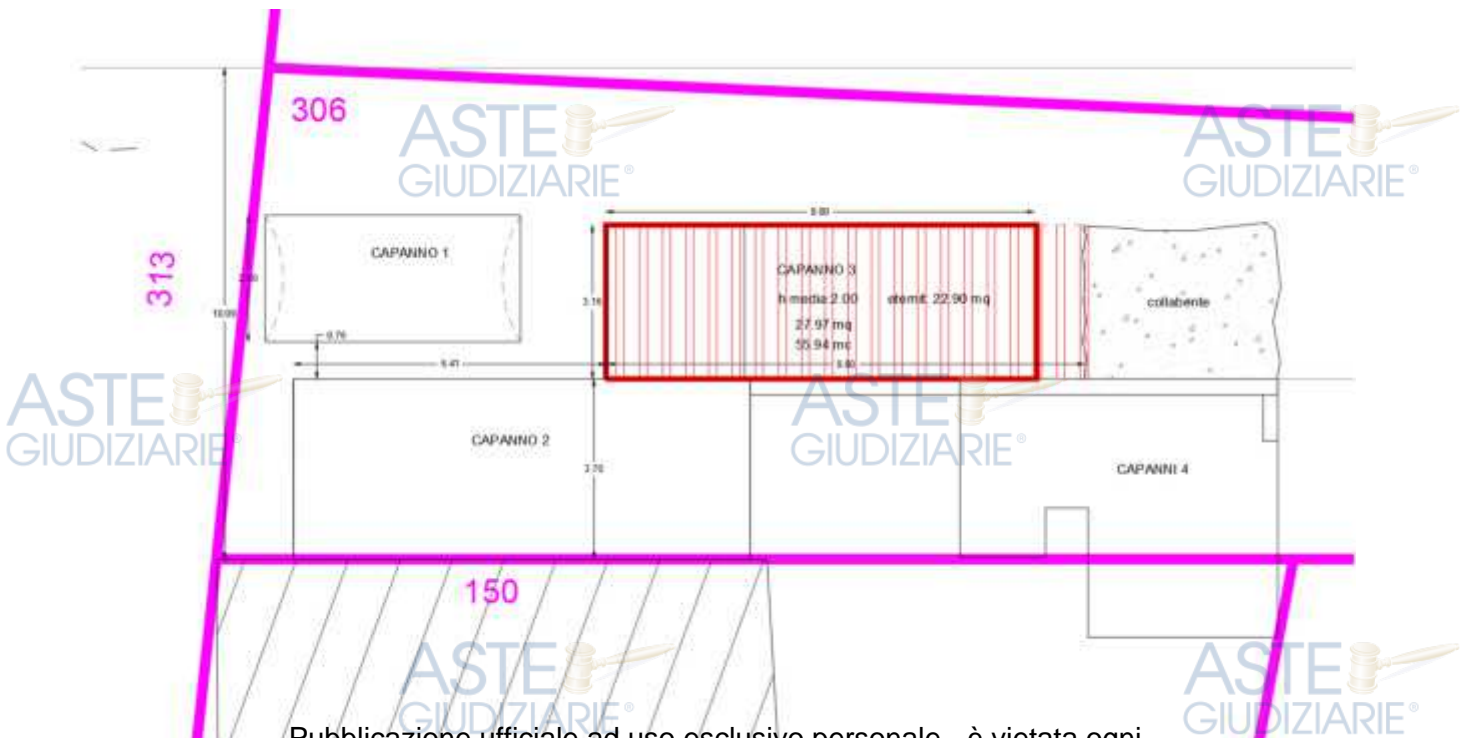 306
ASTE
GIUDIZIARIE®
ASTE
GIUDIZIARIE®
313
CAPANNO 1
CAPANNO 3
h media 2.00
eternit: 22.90 mq
27.97 mq
55.94 mc
collabente
0.76
ASTE
GIUDIZIARIE®
ASTE
GIUDIZIARIE®
CAPANNO 2
CAPANNI 4
150
ASTE
GIUDIZIARIE®
ASTE
GIUDIZIARIE®
Pubblicazione ufficiale ad uso esclusivo personale - è vietata ogni